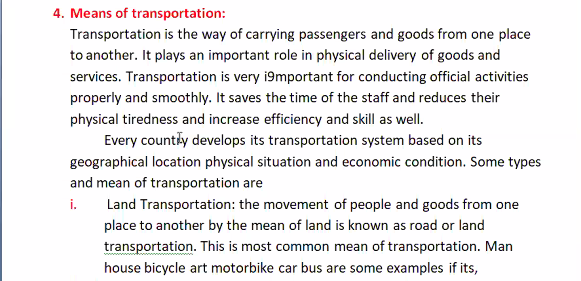 4. Means of transportation:
Transportation is the way of carrying passengers and goods from one place
to another. It plays an important role in physical delivery of goods and
services. Transportation is very i9mportant for conducting official activities
properly and smoothly. It saves the time of the staff and reduces their
physical tiredness and increase efficiency and skill as well.
Every country develops its transportation system based on its
geographical location physical situation and economic condition. Some types
and mean of transportation are
i. Land Transportation: the movement of people and goods from one
place to another by the mean of land is known as road or land
transportation. This is most common mean of transportation. Man
house bicycle art motorbike car bus are some examples if its,